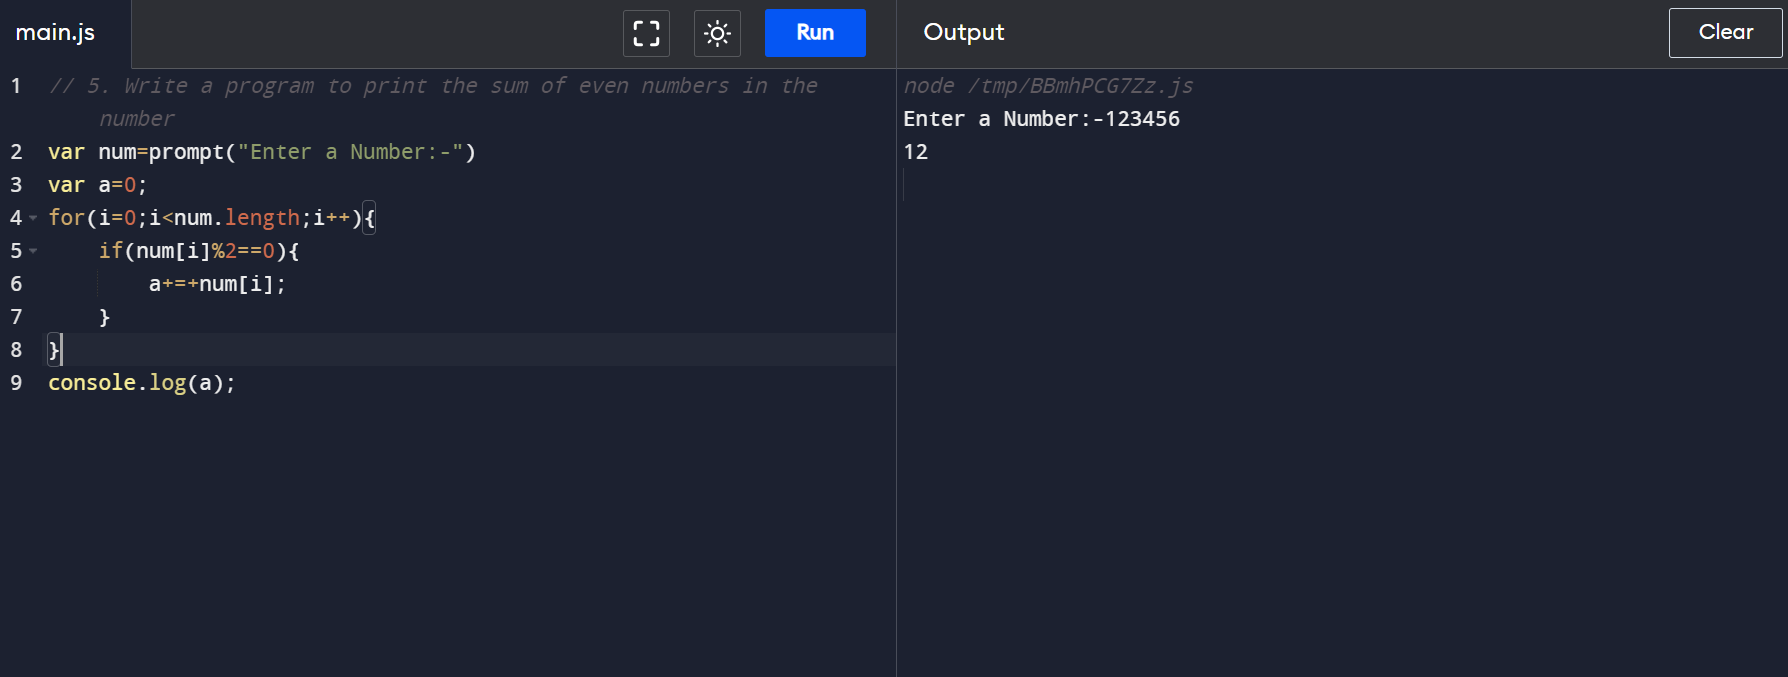 main.js
Run
Output
Clear
1 // 5. Write a program to print the sum of even numbers in the
number
2 var num=prompt("Enter a Number:-")
3 var a=0;
4 for(i=0;i<num.length;i++){
5 if(num[i]%2==0){
6 a+=+num[i];
7 }
8 }
9 console.log(a);
node /tmp/BBmhPCG7Zz.js
Enter a Number:-123456
12